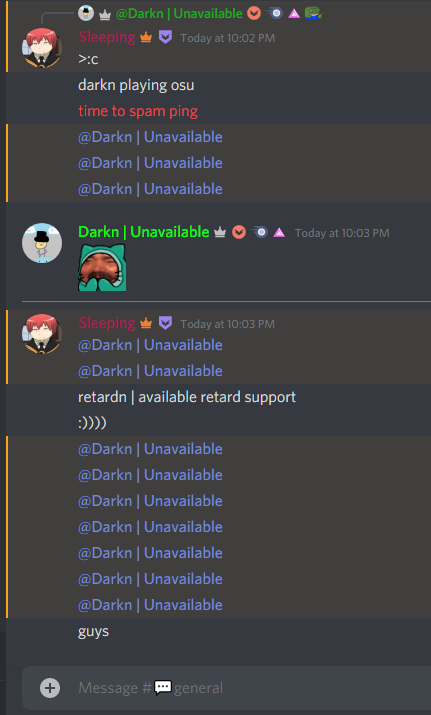 @Darkn | Unavailable
Sleeping Today at 10:02 PM
>:c
darkn playing osu
time to spam ping
@Darkn | Unavailable
@Darkn | Unavailable
@Darkn | Unavailable
Darkn | Unavailable Today at 10:03 PM
Sleeping Today at 10:03 PM
@Darkn | Unavailable
@Darkn | Unavailable
retardn | available retard support
:))))
@Darkn | Unavailable
@Darkn | Unavailable
@Darkn | Unavailable
@Darkn | Unavailable
@Darkn | Unavailable
@Darkn | Unavailable
@Darkn | Unavailable
guys
Message #💬general